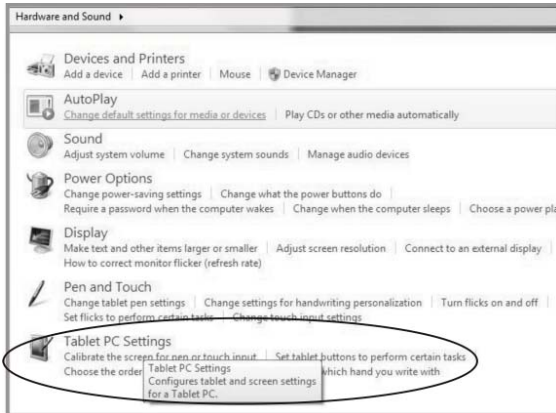 Hardware and Sound ▸
Devices and Printers
Add a device | Add a printer | Mouse | Device Manager
AutoPlay
Change default settings for media or devices | Play CDs or other media automatically
Sound
Adjust system volume | Change system sounds | Manage audio devices
Power Options
Change power-saving settings | Change what the power buttons do |
Require a password when the computer wakes | Change when the computer sleeps | Choose a power
Display
Make text and other items larger or smaller | Adjust screen resolution | Connect to an external display |
How to correct monitor flicker (refresh rate)
Pen and Touch
Change tablet pen settings | Change settings for handwriting personalization | Turn flicks on and off |
Set flicks to perform certain tasks | Change touch input settings
Tablet PC Settings
Calibrate the screen for pen or touch input | Set tablet buttons to perform certain tasks
Choose the order which hand you write with
Tablet PC Settings
Configures tablet and screen settings
for a Tablet PC.